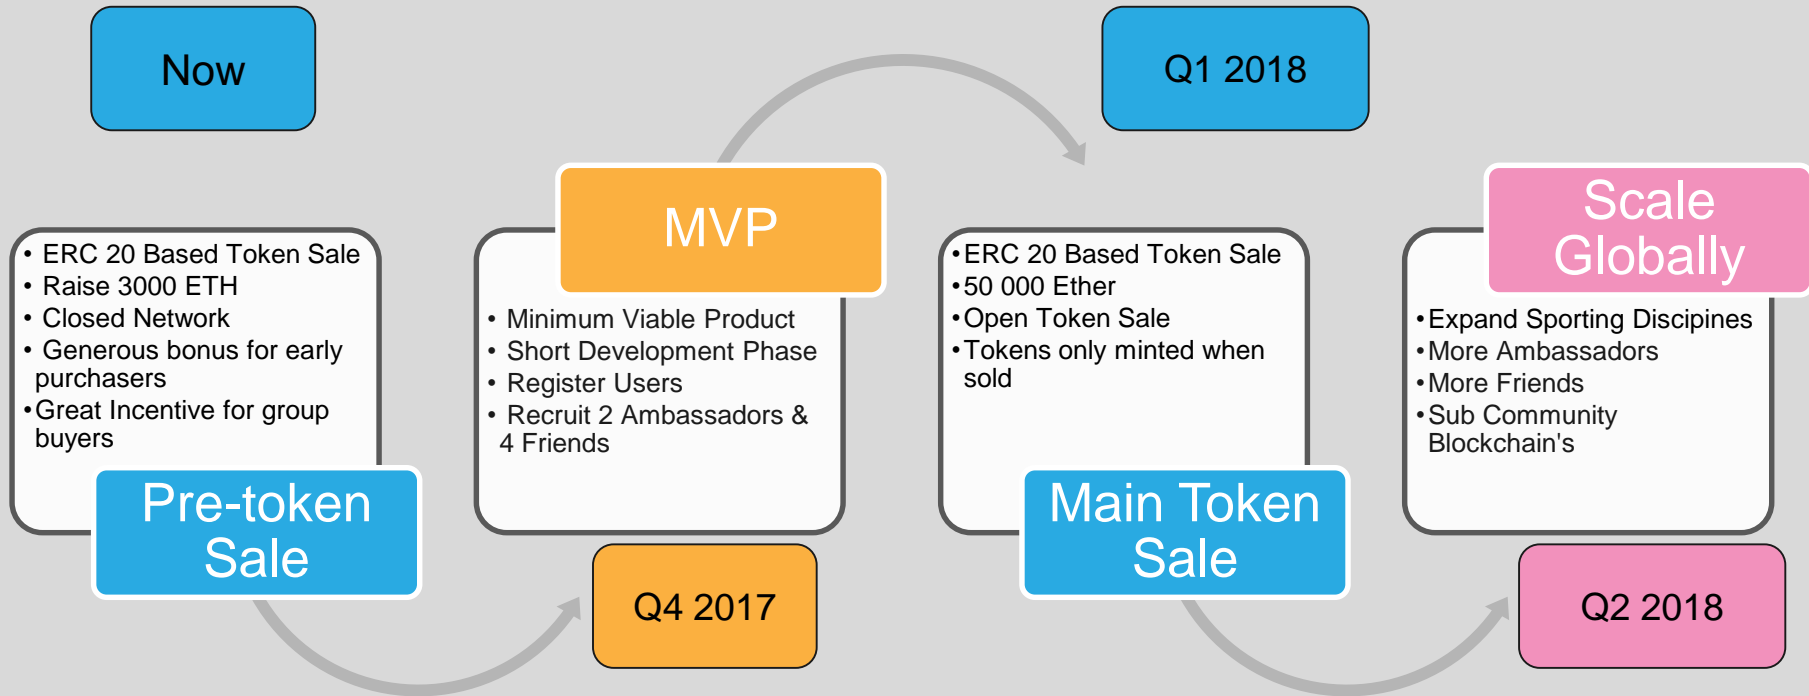 Now
• ERC 20 Based Token Sale
• Raise 3000 ETH
• Closed Network
• Generous bonus for early
purchasers
• Great Incentive for group
buyers
Pre-token
Sale
MVP
• Minimum Viable Product
• Short Development Phase
• Register Users
• Recruit 2 Ambassadors &
4 Friends
Q4 2017
Q1 2018
• ERC 20 Based Token Sale
• 50 000 Ether
• Open Token Sale
• Tokens only minted when
sold
Main Token
Sale
Scale
Globally
• Expand Sporting Discipines
• More Ambassadors
• More Friends
• Sub Community
Blockchain's
Q2 2018